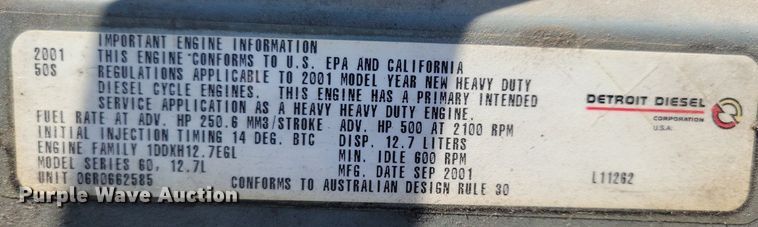 2001
50S
IMPORTANT ENGINE INFORMATION
THIS ENGINE CONFORMS TO U.S. EPA AND CALIFORNIA
REGULATIONS APPLICABLE TO 2001 MODEL YEAR NEW HEAVY DUTY
DIESEL CYCLE ENGINES. THIS ENGINE HAS A PRIMARY INTENDED
SERVICE APPLICATION AS A HEAVY HEAVY DUTY ENGINE.
FUEL RATE AT ADV. HP 250.6 MM3/STROKE ADV. HP 500 AT 2100 RPM
INITIAL INJECTION TIMING 14 DEG. BTC DISP. 12.7 LITERS
ENGINE FAMILY 1DDXH12.7EGL MIN. IDLE 600 RPM
MODEL SERIES 60, 12.7L MFG. DATE SEP 2001
UNIT 06R0662585 CONFORMS TO AUSTRALIAN DESIGN RULE 30
L11262
DETROIT DIESEL
CORPORATION
U.S.A.
Purple Wave Auction